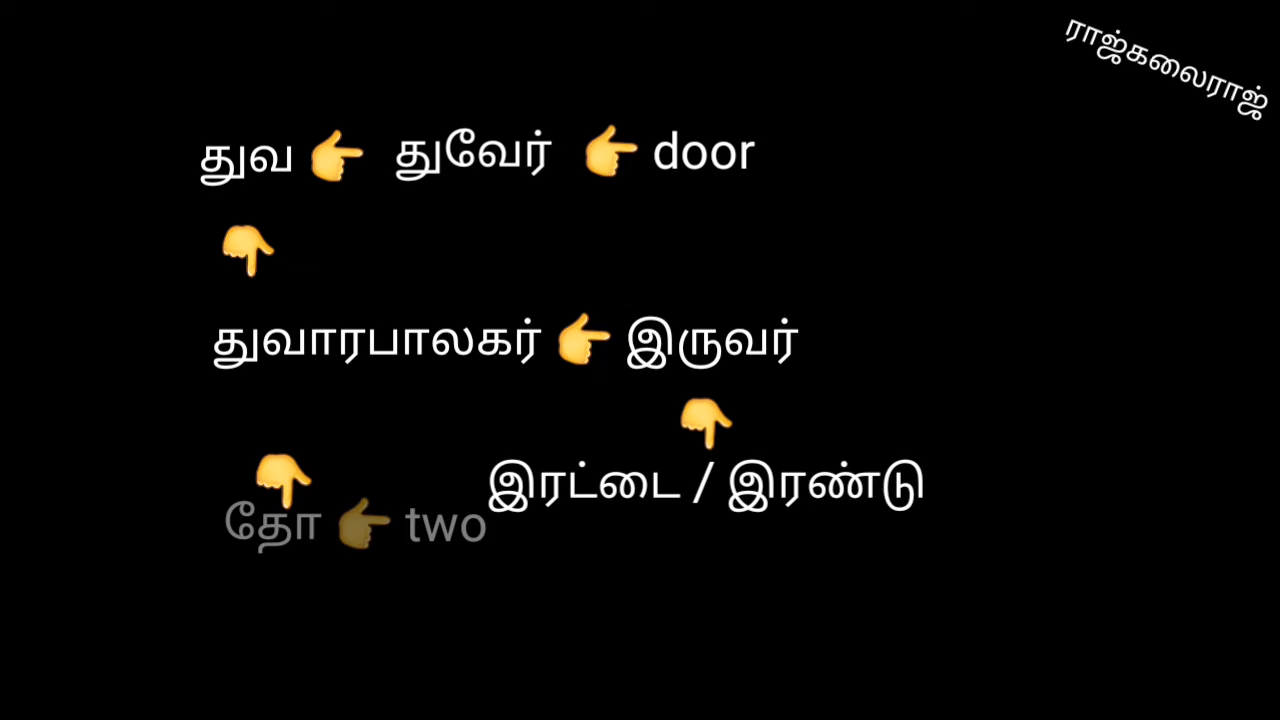 ராஜ்கலைராஜ்
துவ 👉 துவேர் 👉 door
👇
துவாரபாலகர் 👉 இருவர்
👇
இரட்டை / இரண்டு
👇
தோ 👉 two